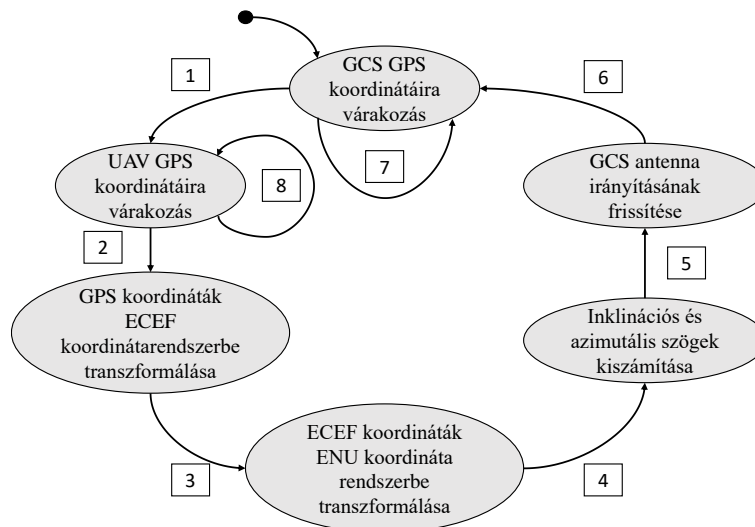 1
GCS GPS
koordinátáira
várakozás
6
UAV GPS
koordinátáira
várakozás
8
7
GCS antenna
irányításának
frissítése
2
5
GPS koordináták
ECEF
koordinátarendszerbe
transzformálása
Inklinációs és
azimutális szögek
kiszámítása
3
ECEF koordináták
ENU koordináta
rendszerbe
transzformálása
4